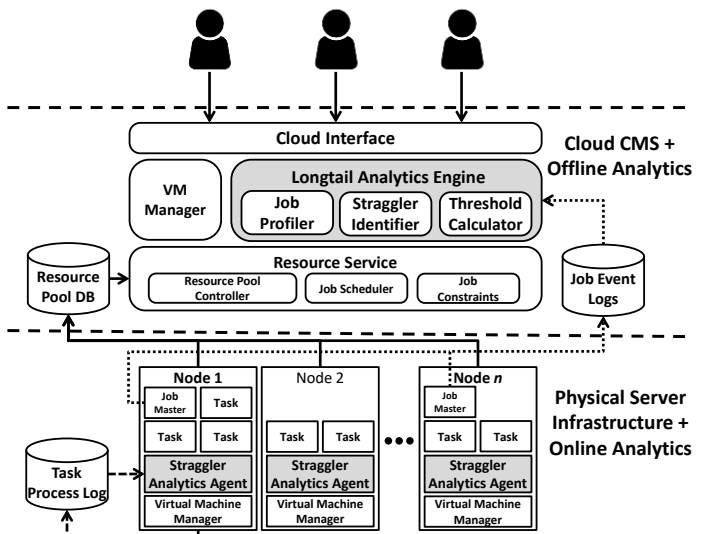 Cloud Interface
Cloud CMS +
Offline Analytics
VM
Manager
Longtail Analytics Engine
Job
Profiler
Straggler
Identifier
Threshold
Calculator
Resource
Pool DB
Resource Service
Resource Pool
Controller
Job Scheduler
Job
Constraints
Job Event
Logs
Node 1
Job
Master
Task
Task
Task
Straggler
Analytics Agent
Virtual Machine
Manager
Node 2
Task
Task
Straggler
Analytics Agent
Virtual Machine
Manager
Node n
Job
Master
Task
Task
Straggler
Analytics Agent
Virtual Machine
Manager
Physical Server
Infrastructure +
Online Analytics
Task
Process Log